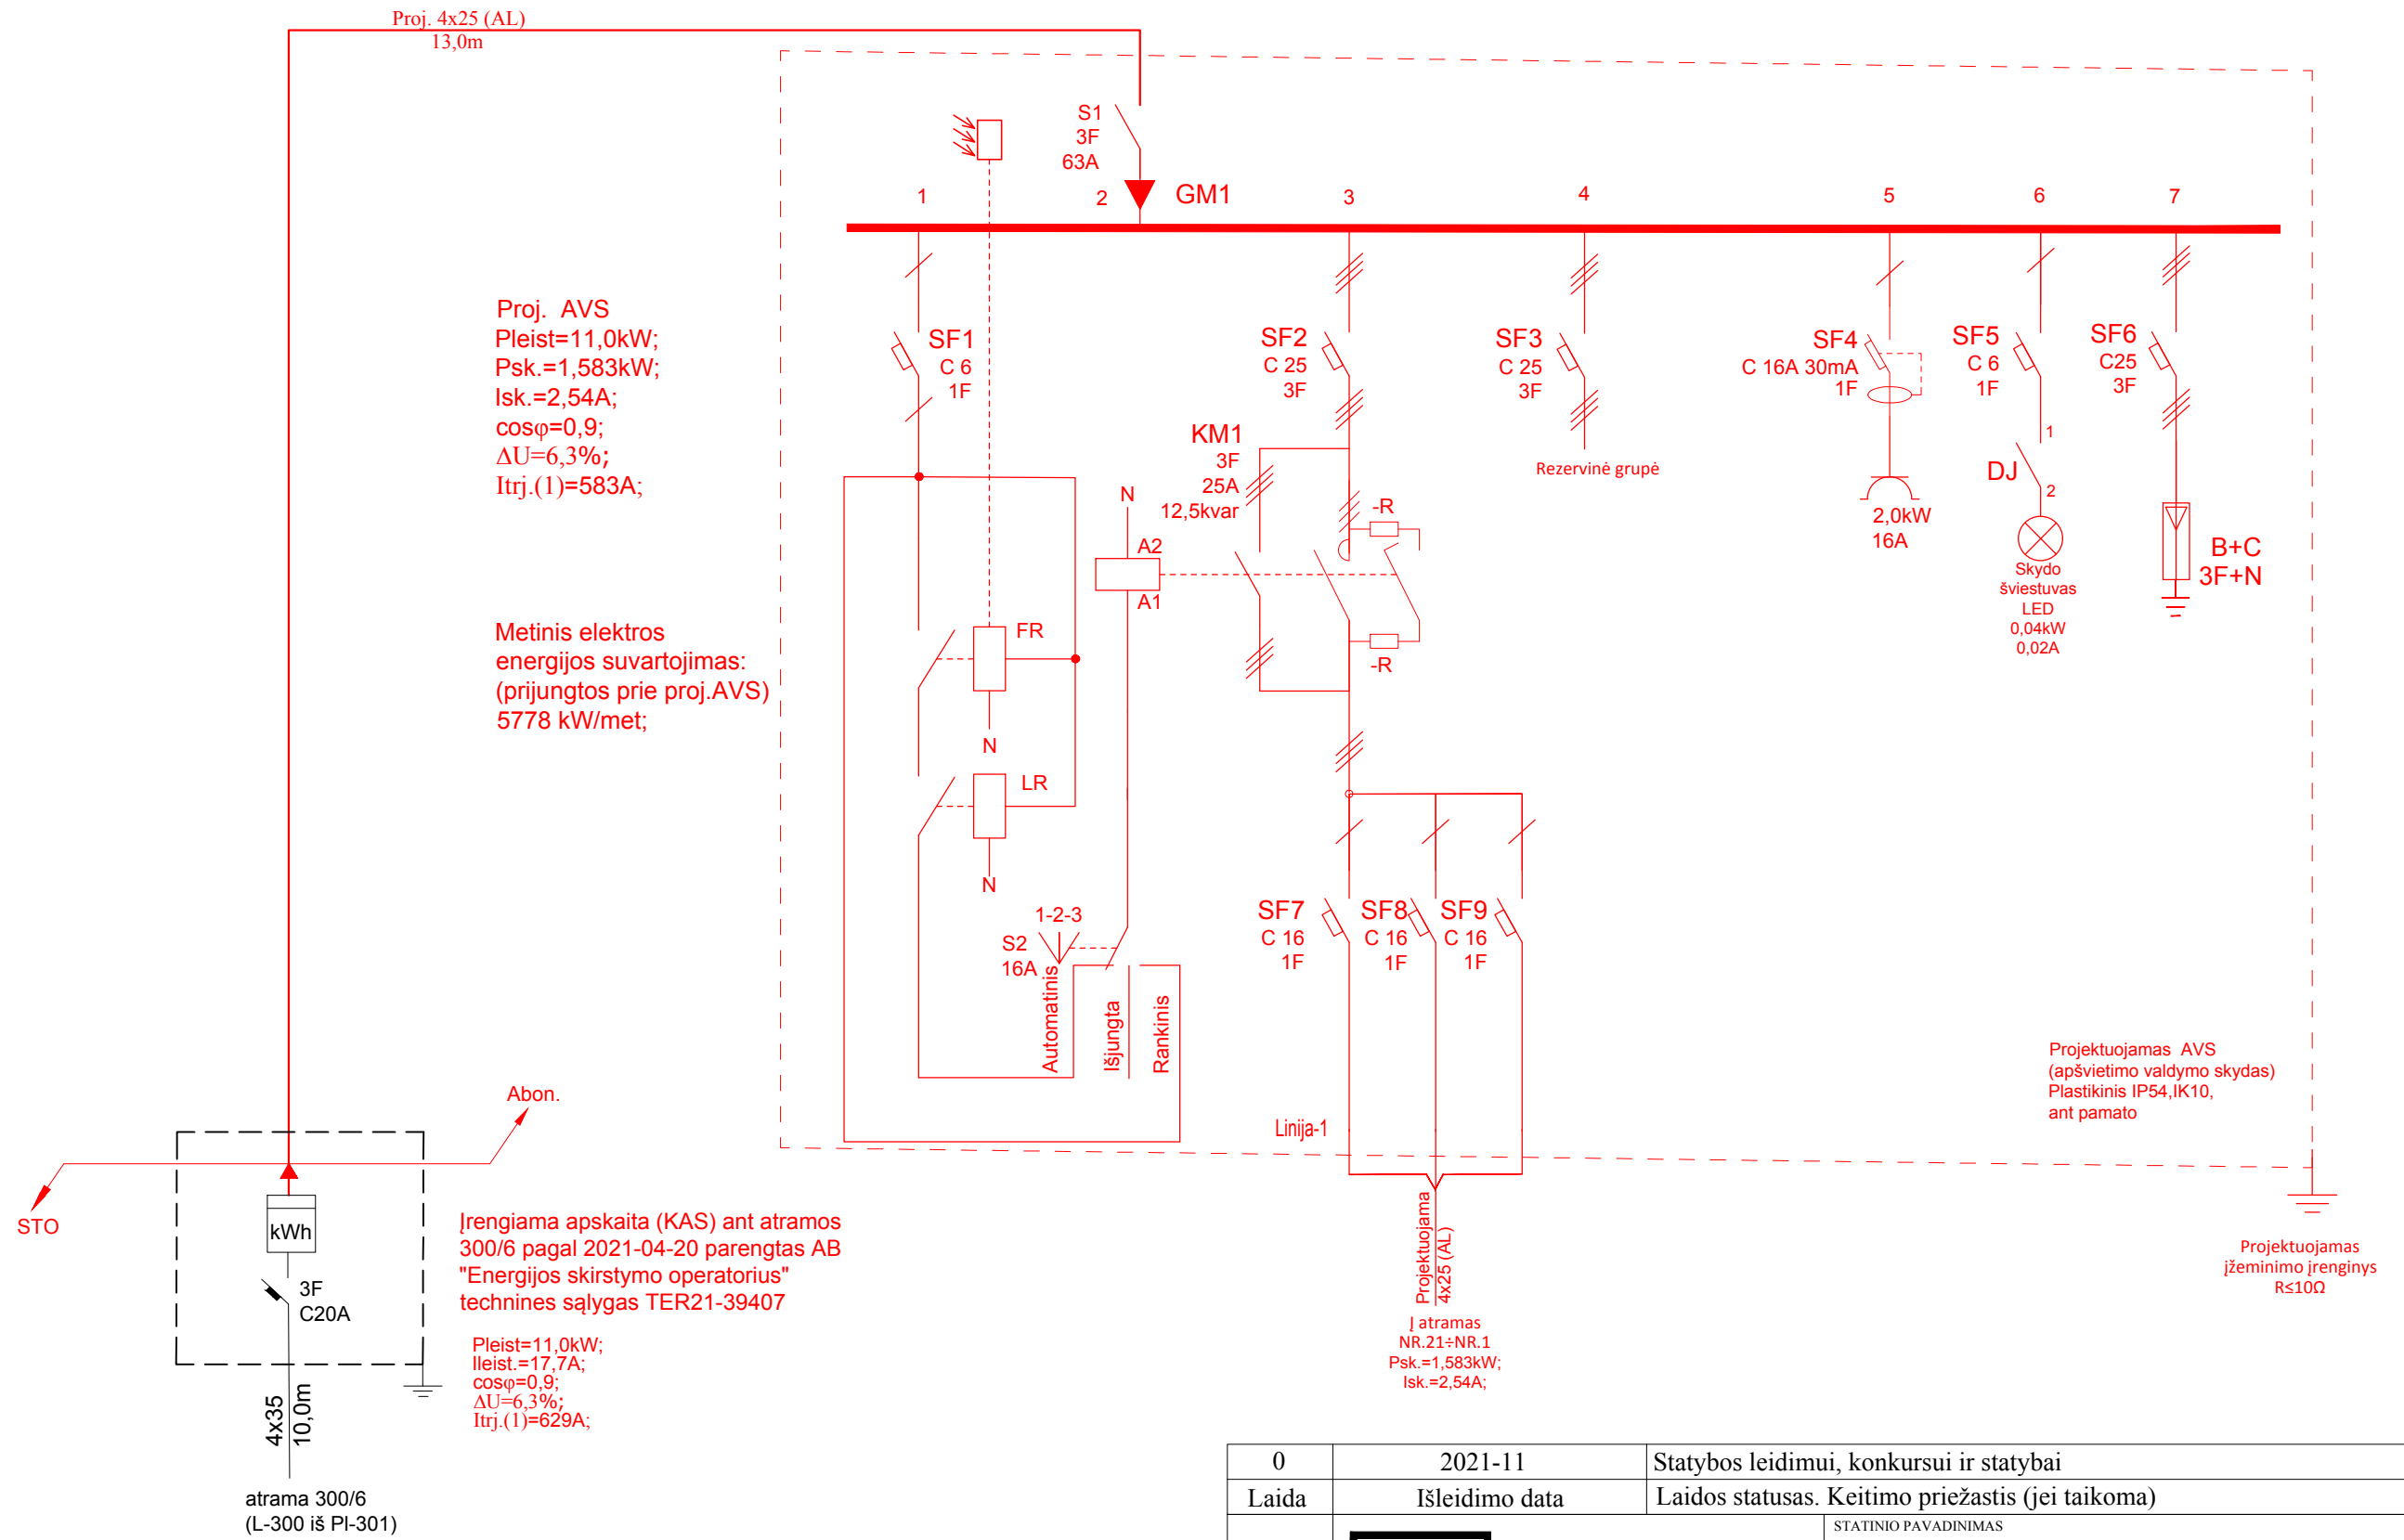 Proj. 4x25 (AL)
13,0m
S1
3F
63A
GM1
1
2
3
4
5
6
7
Proj. AVS
Pleist=11,0kW;
Psk.=1,583kW;
Isk.=2,54A;
cosφ=0,9;
ΔU=6,3%;
Itrj.(1)=583A;
SF1
C 6
1F
SF2
C 25
3F
SF3
C 25
3F
SF4
C 16A 30mA
1F
SF5
C 6
1F
SF6
C25
3F
KM1
3F
25A
12,5kvar
Rezervinė grupė
-R
-R
N
A2
A1
2,0kW
16A
1
DJ
2
Skydo
šviestuvas
LED
0,04kW
0,02A
B+C
3F+N
Metinis elektros
energijos suvartojimas:
(prijungtos prie proj.AVS)
5778 kW/met;
FR
N
LR
N
1-2-3
S2
16A
Automatinis
Išjungta
Rankinis
SF7
C 16
1F
SF8
C 16
1F
SF9
C 16
1F
Linija-1
Projektuojamas AVS
(apšvietimo valdymo skydas)
Plastikinis IP54,IK10,
ant pamato
Abon.
STO
kWh
3F
C20A
Įrengiama apskaita (KAS) ant atramos
300/6 pagal 2021-04-20 parengtas AB
"Energijos skirstymo operatorius"
technines sąlygas TER21-39407
Pleist=11,0kW;
Ileist.=17,7A;
cosφ=0,9;
ΔU=6,3%;
Itrj.(1)=629A;
4x35
10,0m
atrama 300/6
(L-300 iš Pl-301)
Projektuojama
4x25 (AL)
Į atramas
NR.21÷NR.1
Psk.=1,583kW;
Isk.=2,54A;
Projektuojamas
įžeminimo įrenginys
R≤10Ω
0
2021-11
Statybos leidimui, konkursui ir statybai
Laida
Išleidimo data
Laidos statusas. Keitimo priežastis (jei taikoma)
STATINIO PAVADINIMAS